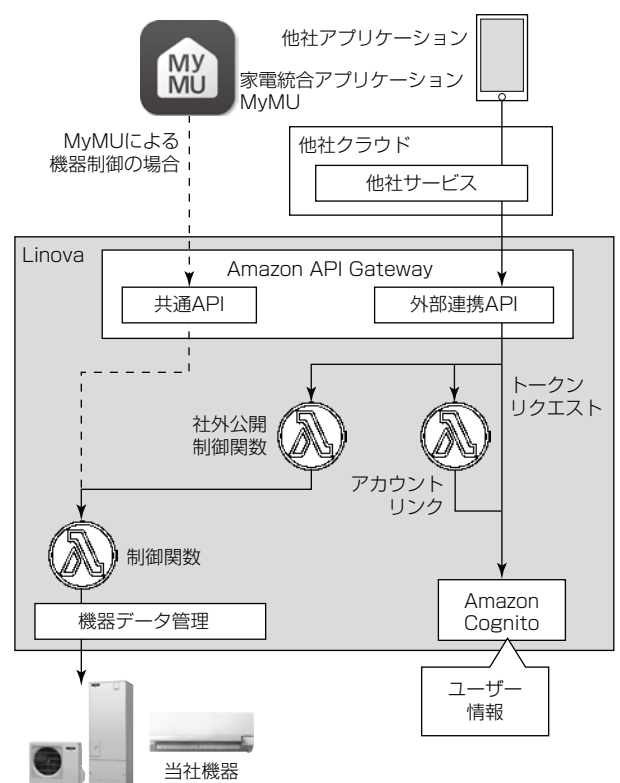 My
MU
他社アプリケーション
家電統合アプリケーション
MyMU
MyMUによる
機器制御の場合
他社クラウド
他社サービス
Linova
Amazon API Gateway
共通API
外部連携API
トークン
リクエスト
社外公開
制御関数
アカウント
リンク
制御関数
機器データ管理
Amazon
Cognito
ユーザー
情報
当社機器